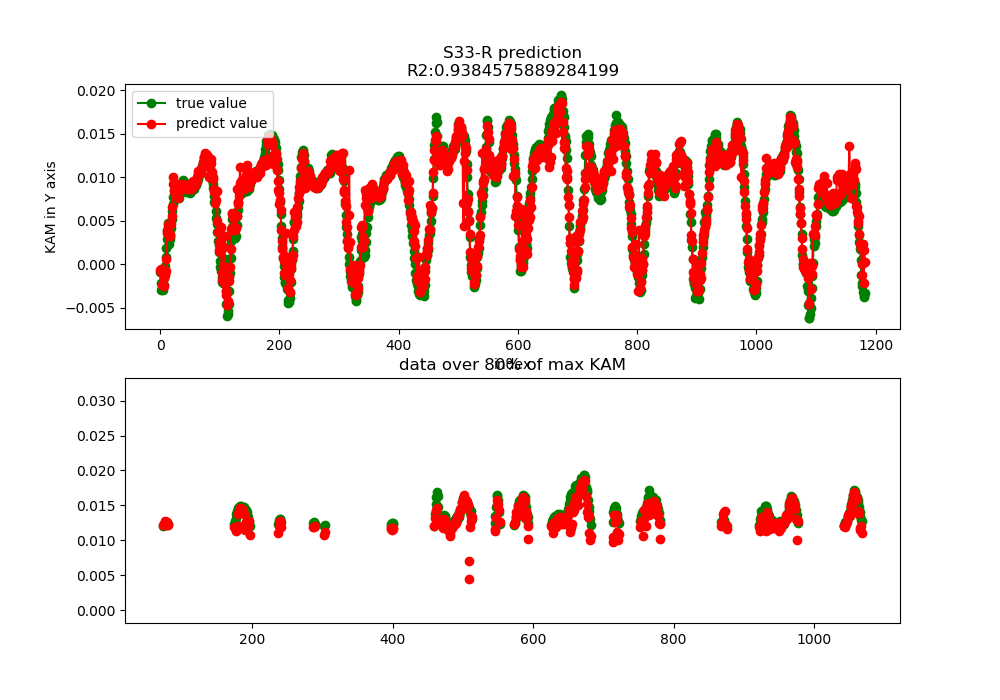 S33-R prediction
R2:0.9384575889284199
true value
predict value
KAM in Y axis
0.020
0.015
0.010
0.005
0.000
−0.005
0 200 400 600 800 1000 1200
index
data over 80% of max KAM
0.030
0.025
0.020
0.015
0.010
0.005
0.000
200 400 600 800 1000